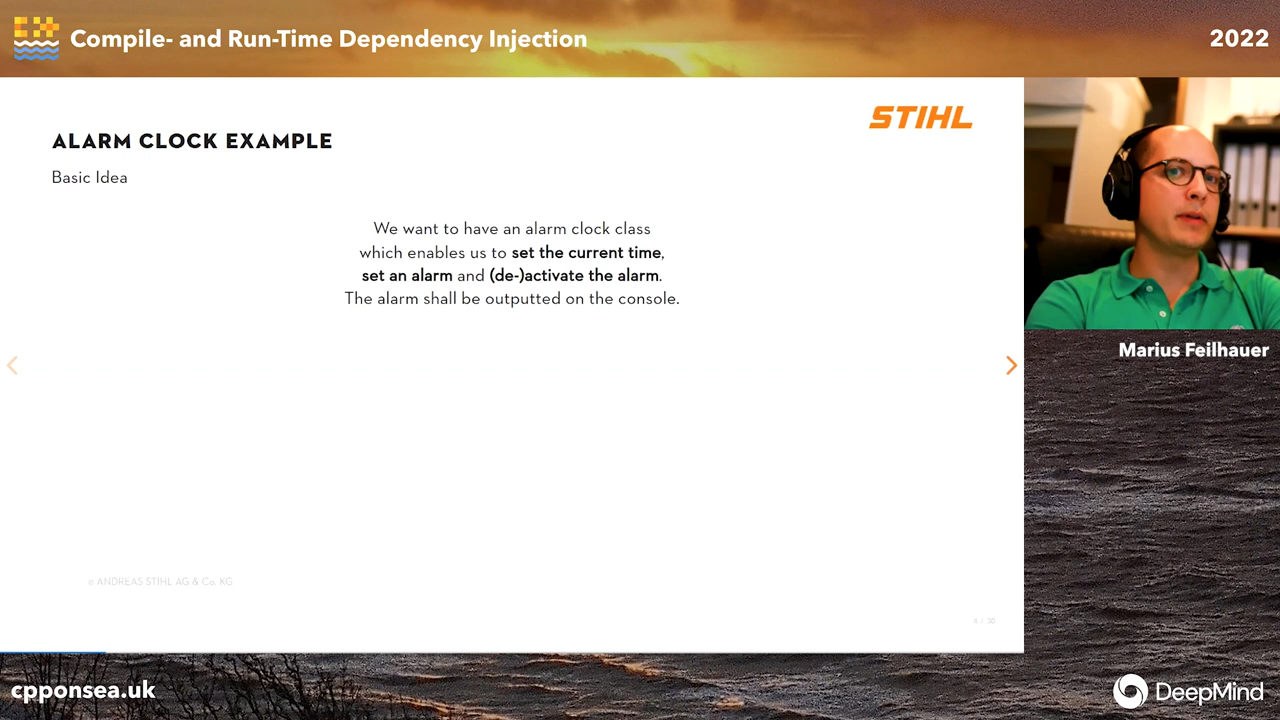 Compile- and Run-Time Dependency Injection
2022
STIHL
ALARM CLOCK EXAMPLE
Basic Idea
We want to have an alarm clock class
which enables us to set the current time,
set an alarm and (de-)activate the alarm.
The alarm shall be outputted on the console.
Marius Feilhauer
© ANDREAS STIHL AG & Co. KG
4 / 30
cpponsea.uk
DeepMind